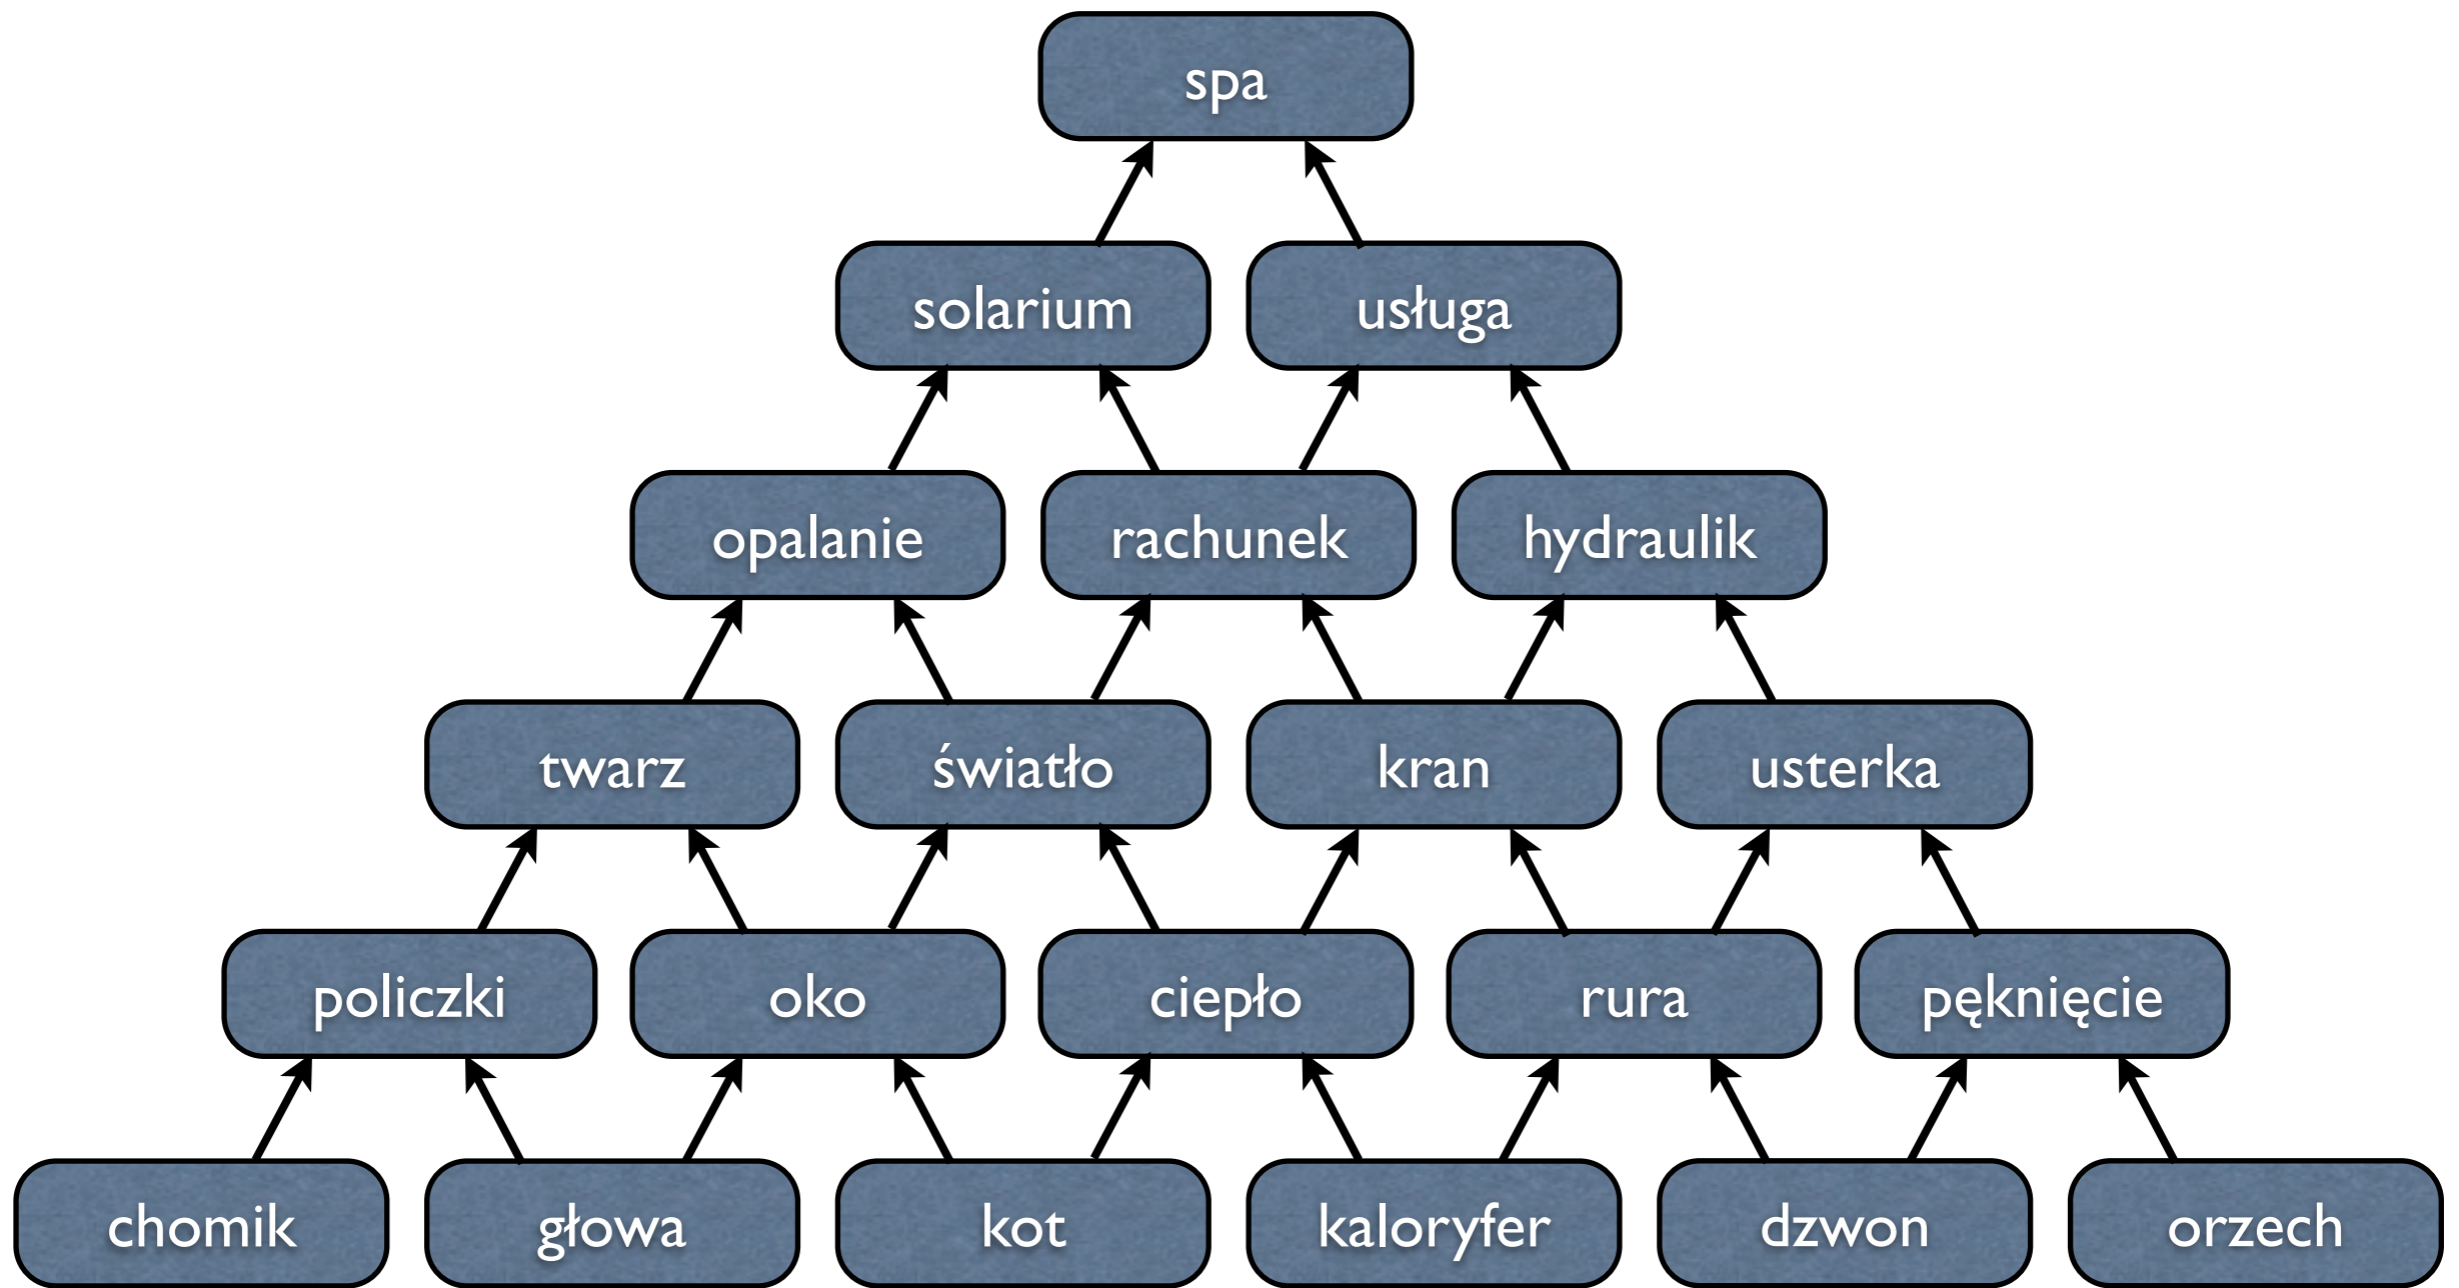 spa
solarium usługa
opalanie rachunek hydraulik
twarz światło kran usterka
policzki oko ciepło rura pęknięcie
chomik głowa kot kaloryfer dzwon orzech